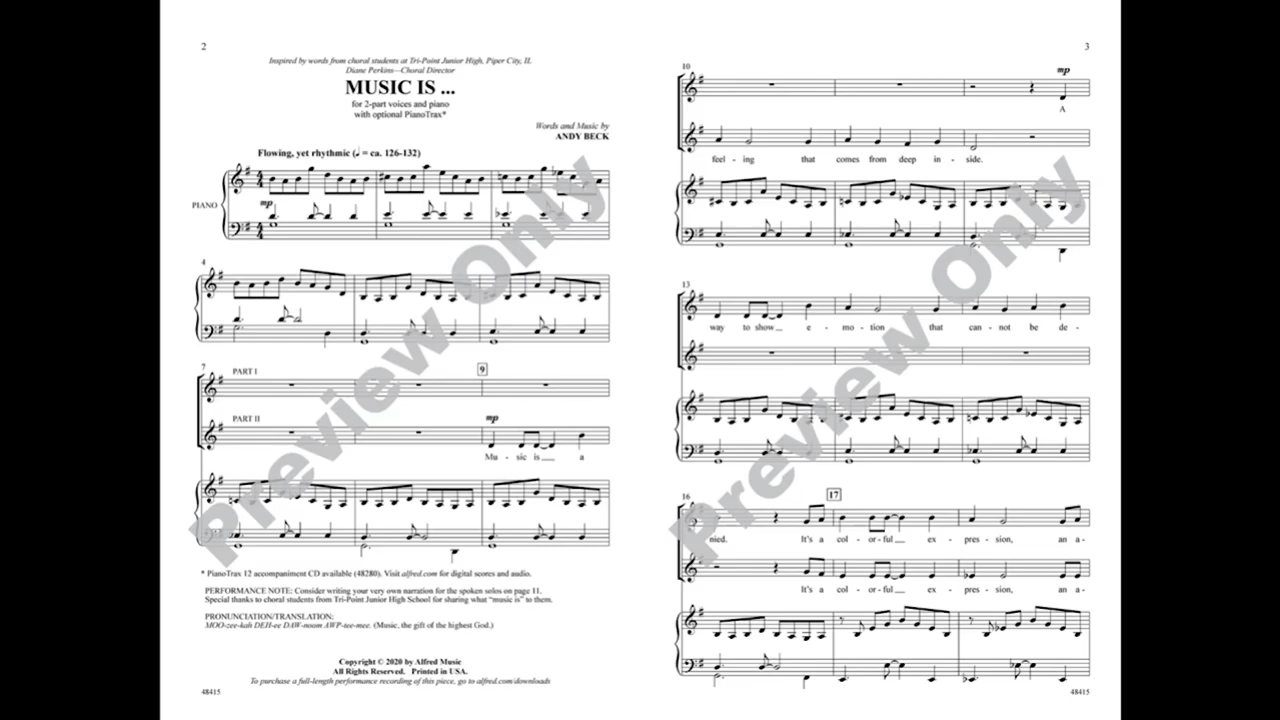 2
Inspired by words from choral students at Tri-Point Junior High, Piper City, IL
Diane Perkins—Choral Director
MUSIC IS ...
for 2-part voices and piano
with optional PianoTrax*
Words and Music by
ANDY BECK
Flowing, yet rhythmic (♩ = ca. 126-132)
PIANO
mp
4
7
PART I
9
PART II
mp
Mu - sic is a
* PianoTrax 12 accompaniment CD available (48280). Visit alfred.com for digital scores and audio.
PERFORMANCE NOTE: Consider writing your very own narration for the spoken solos on page 11.
Special thanks to choral students from Tri-Point Junior High School for sharing what “music is” to them.
PRONUNCIATION/TRANSLATION:
MOO-zee-kah DEH-ee DAW-noom AWP-tee-mee. (Music, the gift of the highest God.)
Copyright © 2020 by Alfred Music
All Rights Reserved. Printed in USA.
To purchase a full-length performance recording of this piece, go to alfred.com/downloads
48415
Preview Only
3
10
mp
A
feel - ing that comes from deep in - side.
13
way to show e - mo - tion that can - not be de -
16
17
nied. It's a col - or - ful ex - pres - sion, an a -
It's a col - or - ful ex - pres - sion, an a -
48415
Preview Only